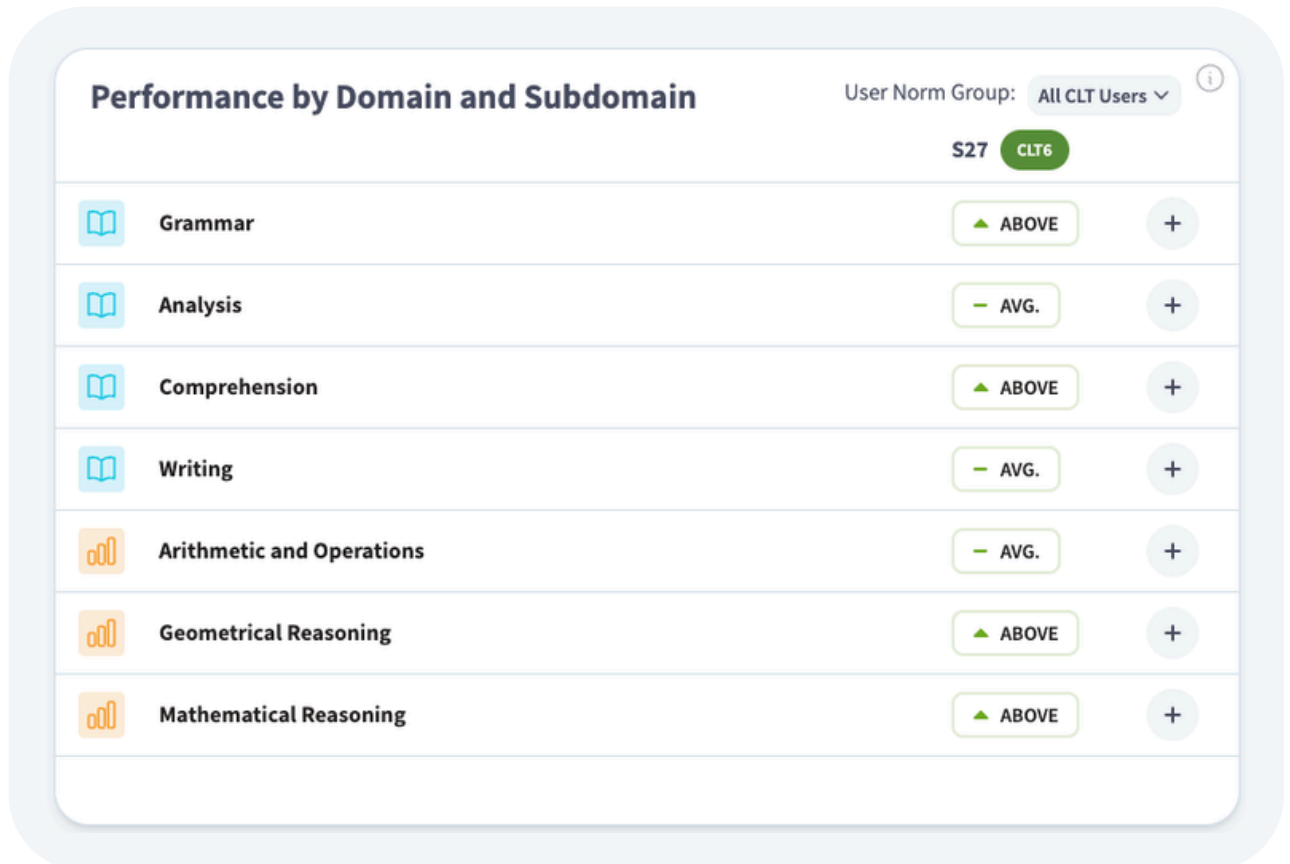 Performance by Domain and Subdomain
User Norm Group: All CLT Users
S27 CLT6
Grammar ABOVE +
Analysis AVG. +
Comprehension ABOVE +
Writing AVG. +
Arithmetic and Operations AVG. +
Geometrical Reasoning ABOVE +
Mathematical Reasoning ABOVE +